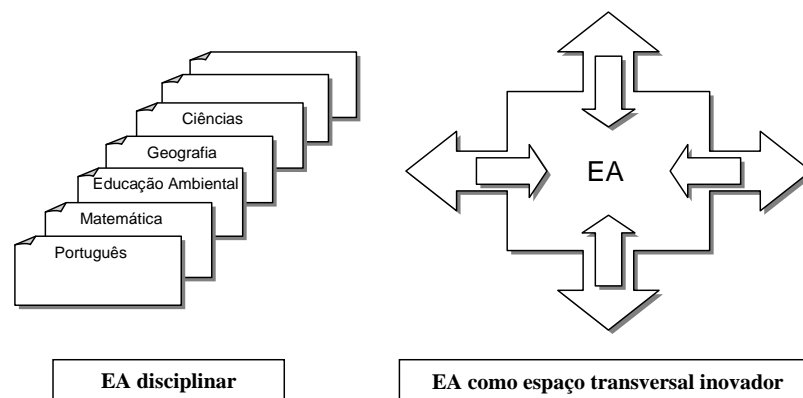 Ciências
Geografia
Educação Ambiental
Matemática
Português
EA
EA disciplinar
EA como espaço transversal inovador